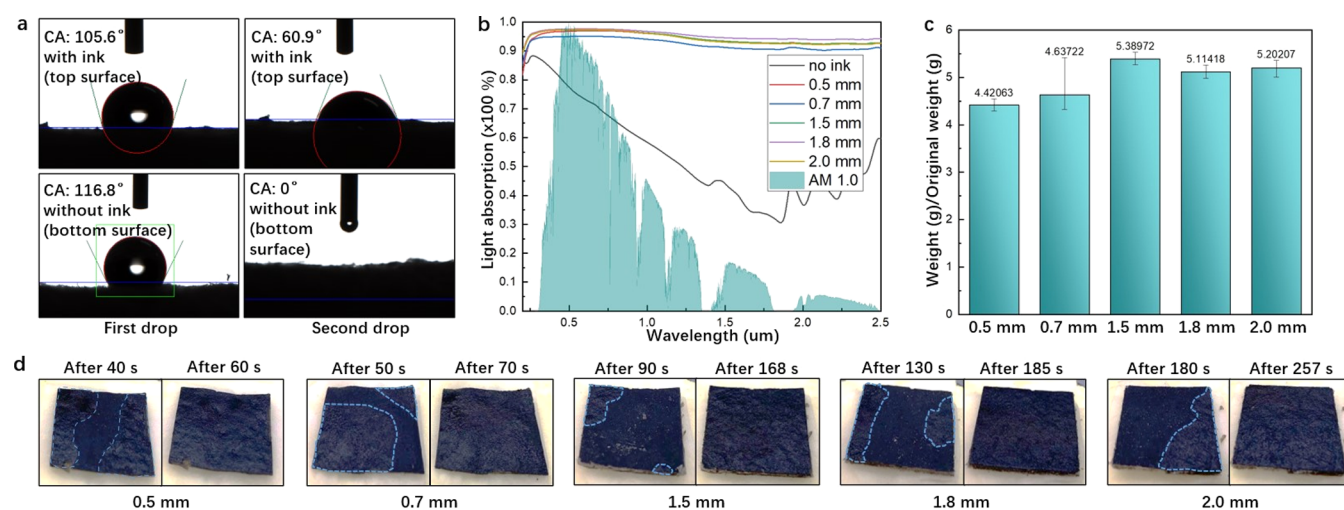 a
CA: 105.6°
with ink
(top surface)
CA: 60.9°
with ink
(top surface)
CA: 116.8°
without ink
(bottom surface)
CA: 0°
without ink
(bottom
surface)
First drop
Second drop
b
Light absorption (x100 %)
1.0
0.9
0.8
0.7
0.6
0.5
0.4
0.3
0.2
0.1
0.0
no ink
0.5 mm
0.7 mm
1.5 mm
1.8 mm
2.0 mm
AM 1.0
0.5
1.0
1.5
2.0
2.5
Wavelength (um)
c
Weight (g)/Original weight (g)
6
5
4
3
2
1
0
4.42063
4.63722
5.38972
5.11418
5.20207
0.5 mm
0.7 mm
1.5 mm
1.8 mm
2.0 mm
d
After 40 s
After 60 s
After 50 s
After 70 s
After 90 s
After 168 s
After 130 s
After 185 s
After 180 s
After 257 s
0.5 mm
0.7 mm
1.5 mm
1.8 mm
2.0 mm